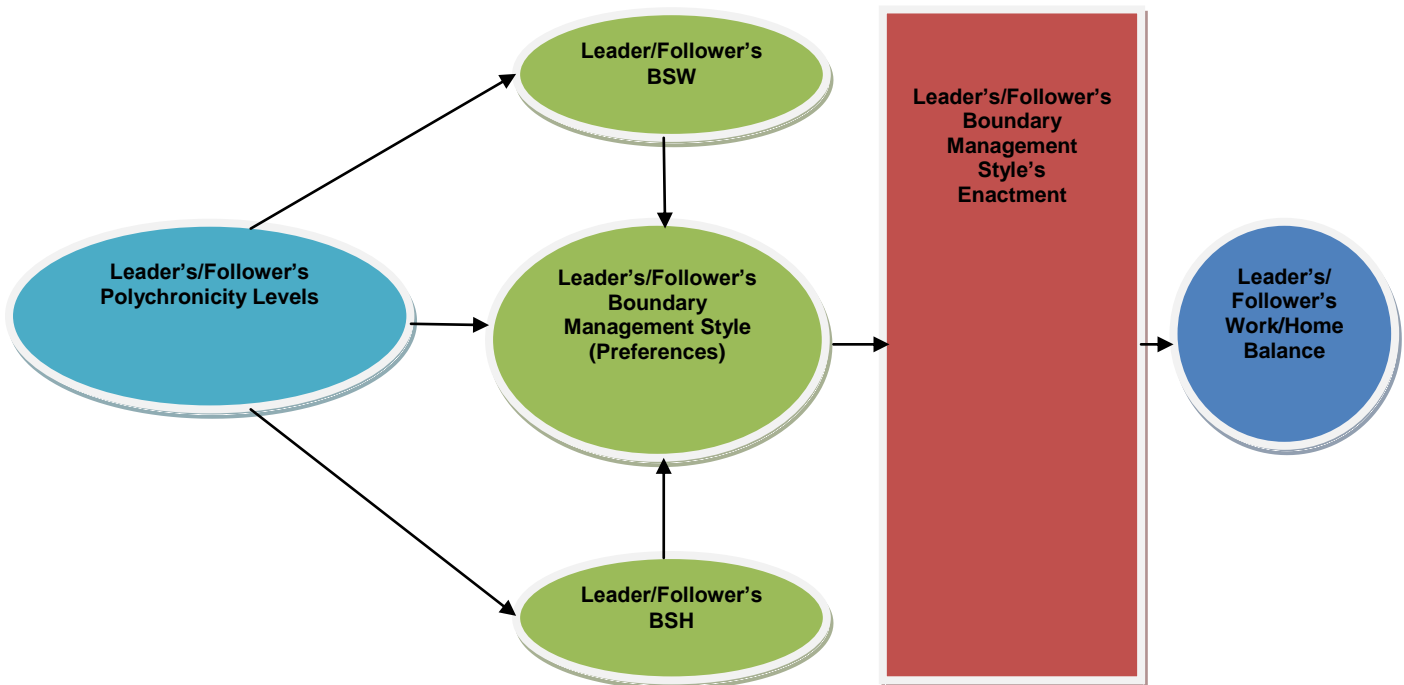 Leader/Follower's
BSW
Leader's/Follower's
Boundary
Management
Style's
Enactment
Leader's/Follower's
Polychronicity Levels
Leader's/Follower's
Boundary
Management Style
(Preferences)
Leader's/
Follower's
Work/Home
Balance
Leader/Follower's
BSH